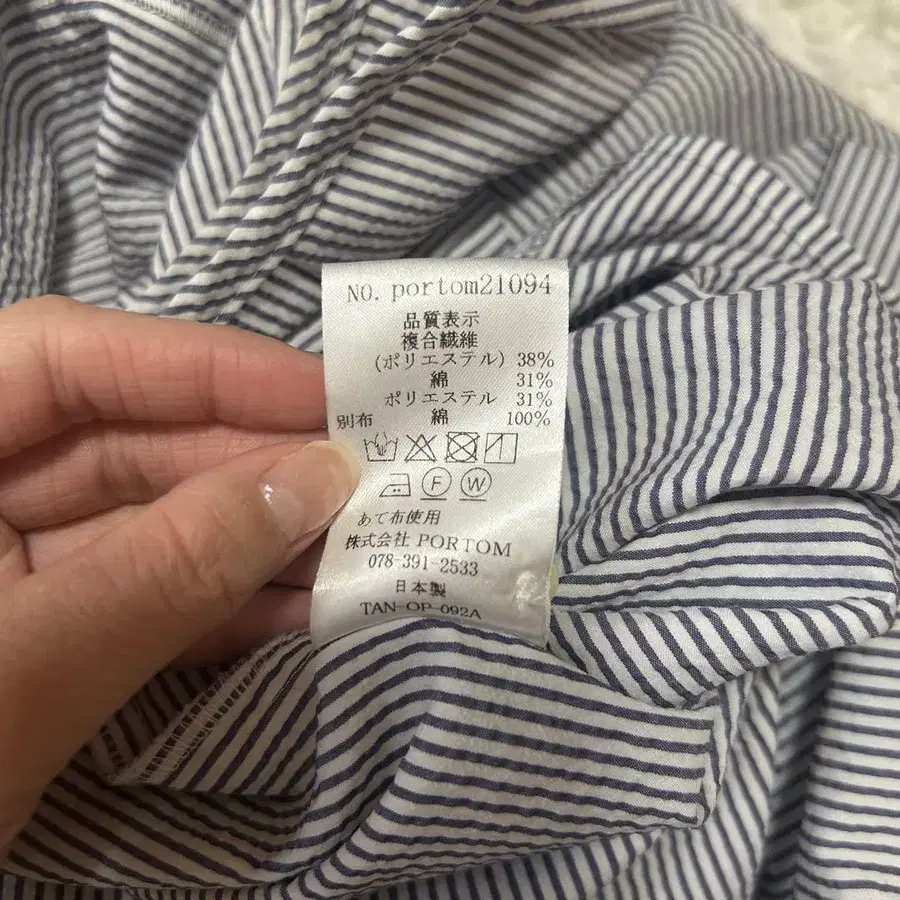 NO. portom21094
品質表示
複合繊維
(ポリエステル) 38%
綿 31%
ポリエステル 31%
別布 綿 100%
F W
あて布使用
株式会社 PORTOM
078-391-2533
日本製
TAN-OP-092A